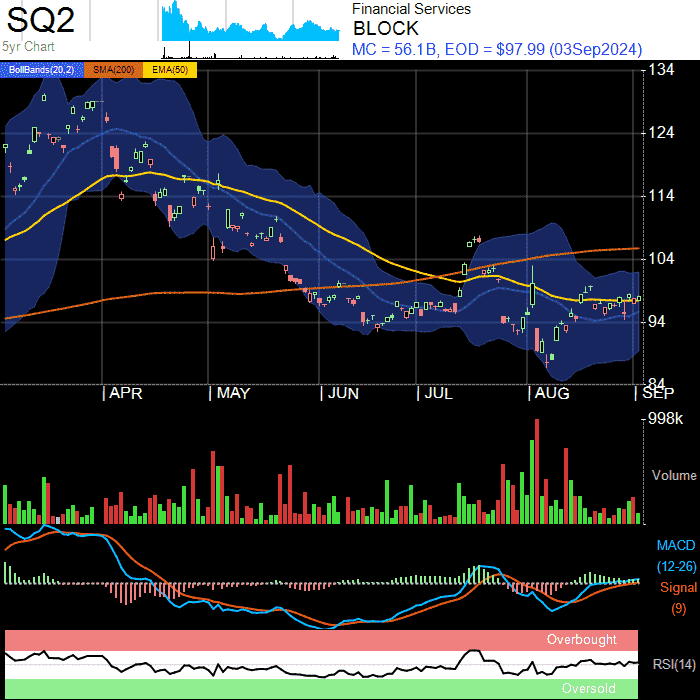 SQ2
5yr Chart
Financial Services
BLOCK
MC = 56.1B, EOD = $97.99 (03Sep2024)
BollBands(20,2) SMA(200) EMA(50)
134
124
114
104
94
84
| APR | MAY | JUN | JUL | AUG | SEP
998k
Volume
MACD
(12-26)
Signal
(9)
Overbought
RSI(14)
Oversold